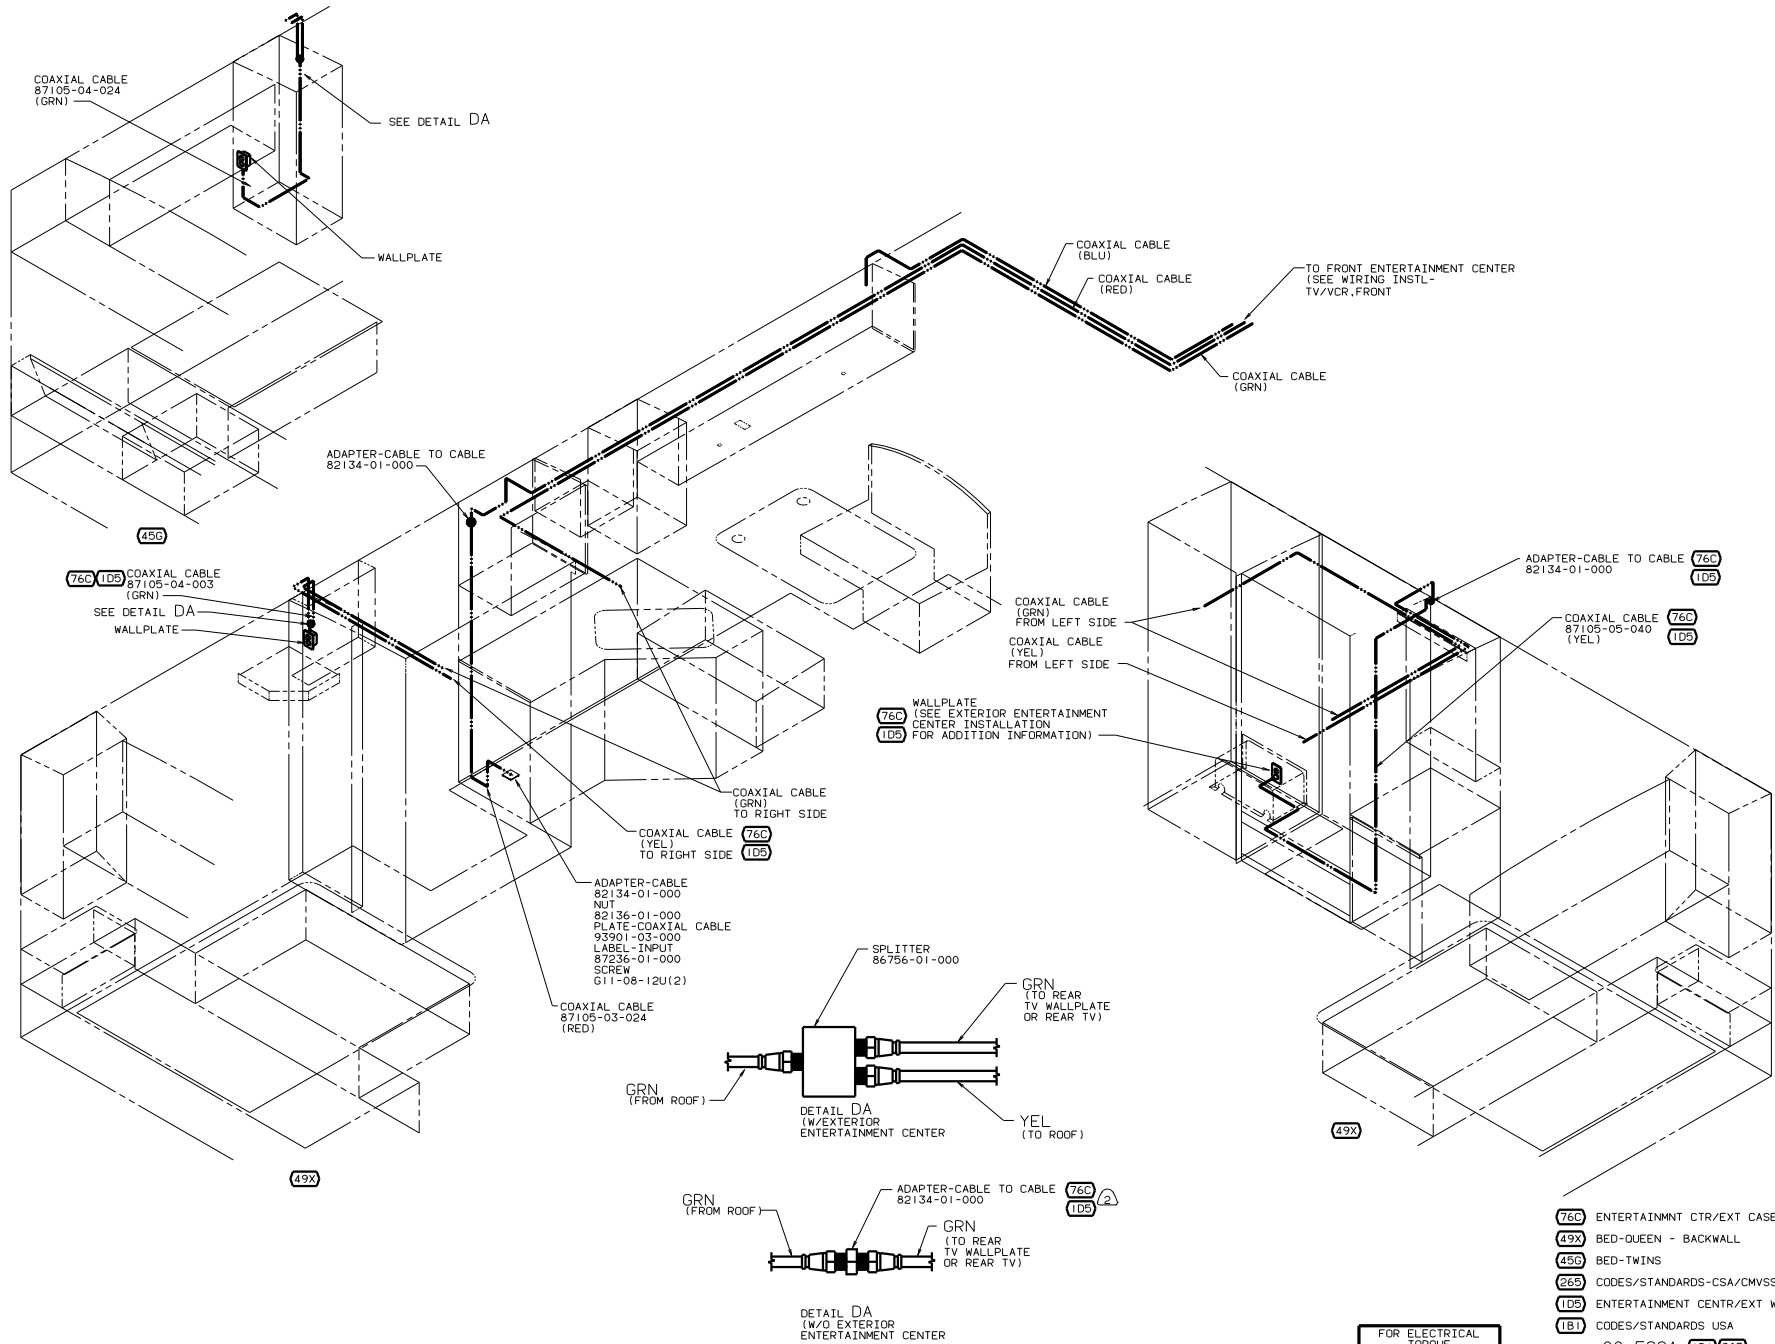 COAXIAL CABLE
87105-04-024
(GRN)
SEE DETAIL DA
WALLPLATE
45G
COAXIAL CABLE
(BLU)
COAXIAL CABLE
(RED)
TO FRONT ENTERTAINMENT CENTER
(SEE WIRING INSTL-
TV/VCR,FRONT
COAXIAL CABLE
(GRN)
ADAPTER-CABLE TO CABLE
82134-01-000
76C 1D5 COAXIAL CABLE
87105-04-003
(GRN)
SEE DETAIL DA
WALLPLATE
COAXIAL CABLE
(GRN)
TO RIGHT SIDE
COAXIAL CABLE 76C
(YEL)
TO RIGHT SIDE 1D5
ADAPTER-CABLE
82134-01-000
NUT
82136-01-000
PLATE-COAXIAL CABLE
93901-03-000
LABEL-INPUT
87236-01-000
SCREW
G11-08-12U(2)
COAXIAL CABLE
87105-03-024
(RED)
49X
COAXIAL CABLE
(GRN)
FROM LEFT SIDE
COAXIAL CABLE
(YEL)
FROM LEFT SIDE
WALLPLATE
76C (SEE EXTERIOR ENTERTAINMENT
CENTER INSTALLATION
1D5 FOR ADDITION INFORMATION)
ADAPTER-CABLE TO CABLE 76C
82134-01-000
1D5
COAXIAL CABLE 76C
87105-05-040
(YEL) 1D5
49X
SPLITTER
86756-01-000
GRN
(TO REAR
TV WALLPLATE
OR REAR TV)
GRN
(FROM ROOF)
YEL
(TO ROOF)
DETAIL DA
(W/EXTERIOR
ENTERTAINMENT CENTER
GRN
(FROM ROOF)
ADAPTER-CABLE TO CABLE 76C
82134-01-000
1D5 2
GRN
(TO REAR
TV WALLPLATE
OR REAR TV)
DETAIL DA
(W/O EXTERIOR
ENTERTAINMENT CENTER
76C ENTERTAINMNT CTR/EXT CASE
49X BED-QUEEN - BACKWALL
45G BED-TWINS
265 CODES/STANDARDS-CSA/CMVSS
1D5 ENTERTAINMENT CENTR/EXT
1B1 CODES/STANDARDS USA
FOR ELECTRICAL
TORQUE